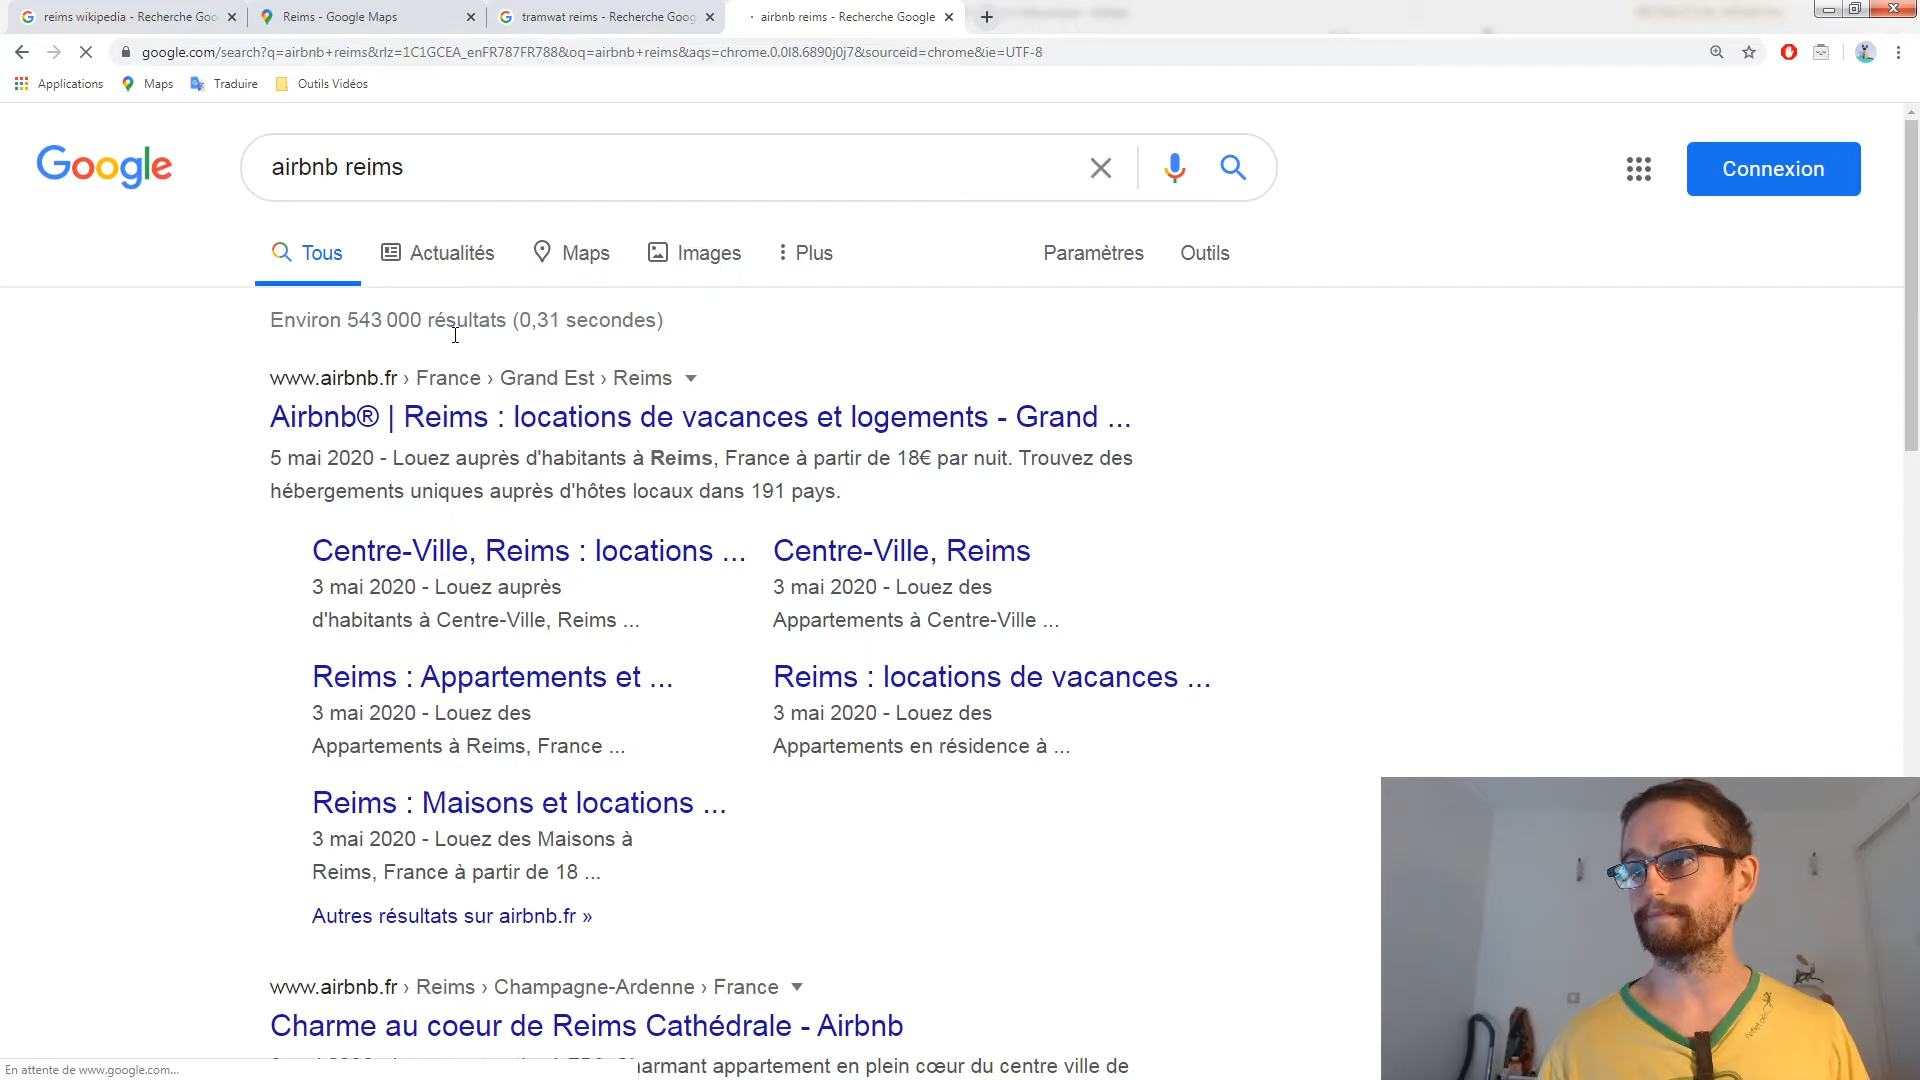 reims wikipedia - Recherche Goo
Reims - Google Maps
tramwat reims - Recherche Goog
airbnb reims - Recherche Google
google.com/search?q=airbnb+reims&rlz=1C1GCEA_enFR787FR788&oq=airbnb+reims&aqs=chrome.0.0l8.6890j0j7&sourceid=chrome&ie=UTF-8
Applications
Maps
Traduire
Outils Vidéos
Google
airbnb reims
Connexion
Tous
Actualités
Maps
Images
Plus
Paramètres
Outils
Environ 543 000 résultats (0,31 secondes)
www.airbnb.fr › France › Grand Est › Reims
Airbnb® | Reims : locations de vacances et logements - Grand ...
5 mai 2020 - Louez auprès d'habitants à Reims, France à partir de 18€ par nuit. Trouvez des
hébergements uniques auprès d'hôtes locaux dans 191 pays.
Centre-Ville, Reims : locations ...
3 mai 2020 - Louez auprès
d'habitants à Centre-Ville, Reims ...
Centre-Ville, Reims
3 mai 2020 - Louez des
Appartements à Centre-Ville ...
Reims : Appartements et ...
3 mai 2020 - Louez des
Appartements à Reims, France ...
Reims : locations de vacances ...
3 mai 2020 - Louez des
Appartements en résidence à ...
Reims : Maisons et locations ...
3 mai 2020 - Louez des Maisons à
Reims, France à partir de 18 ...
Autres résultats sur airbnb.fr »
www.airbnb.fr › Reims › Champagne-Ardenne › France
Charme au coeur de Reims Cathédrale - Airbnb
armant appartement en plein cœur du centre ville de
En attente de www.google.com...